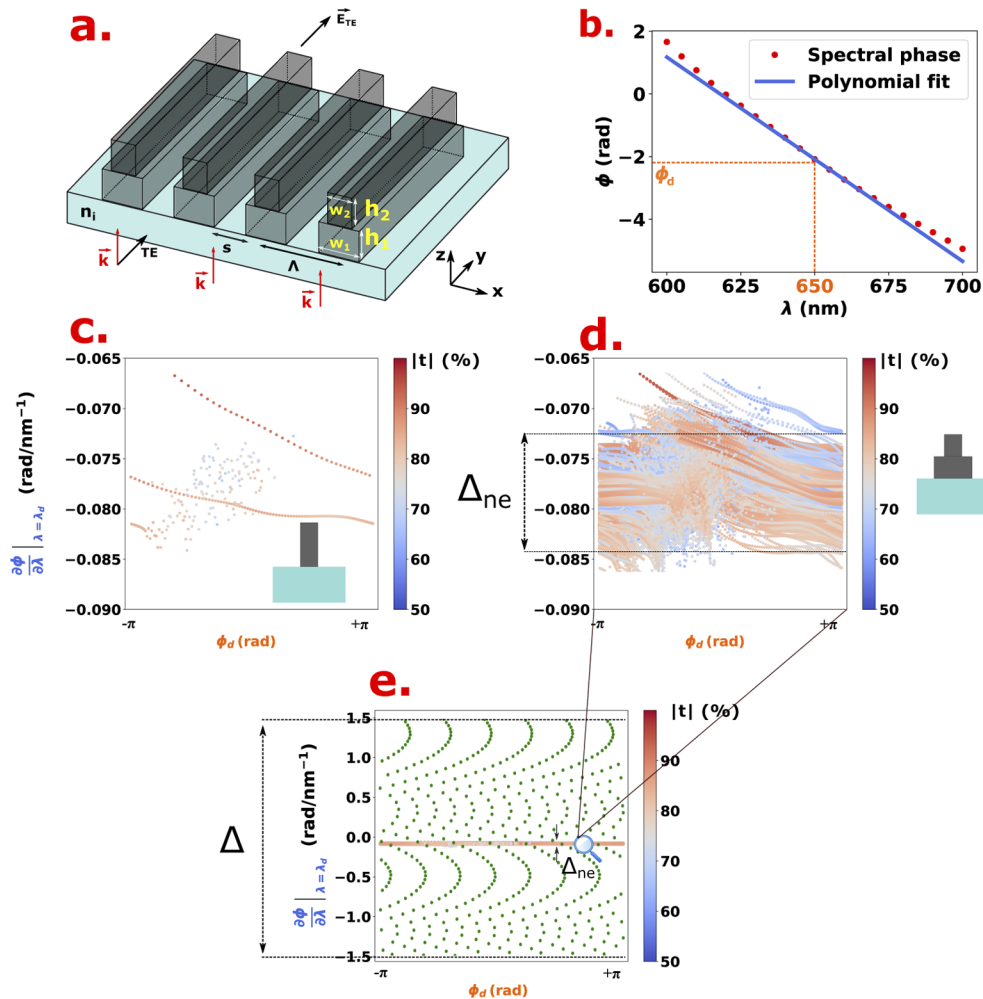 a.
E_TE
n_i
k
TE
k
s
Λ
k
w_1
w_2
h_1
h_2
z
y
x
b.
2
0
−2
−4
ϕ (rad)
ϕ_d
Spectral phase
Polynomial fit
600
625
650
675
700
λ (nm)
c.
|t| (%)
−0.065
−0.070
−0.075
−0.080
−0.085
−0.090
∂ϕ/∂λ |λ = λ_d (rad/nm⁻¹)
-π
+π
ϕ_d (rad)
90
80
70
60
50
d.
|t| (%)
−0.065
−0.070
−0.075
−0.080
−0.085
−0.090
Δ_ne
-π
+π
ϕ_d (rad)
90
80
70
60
50
e.
|t| (%)
1.5
1.0
0.5
0.0
−0.5
−1.0
−1.5
Δ
∂ϕ/∂λ |λ = λ_d (rad/nm⁻¹)
Δ_ne
-π
+π
ϕ_d (rad)
90
80
70
60
50